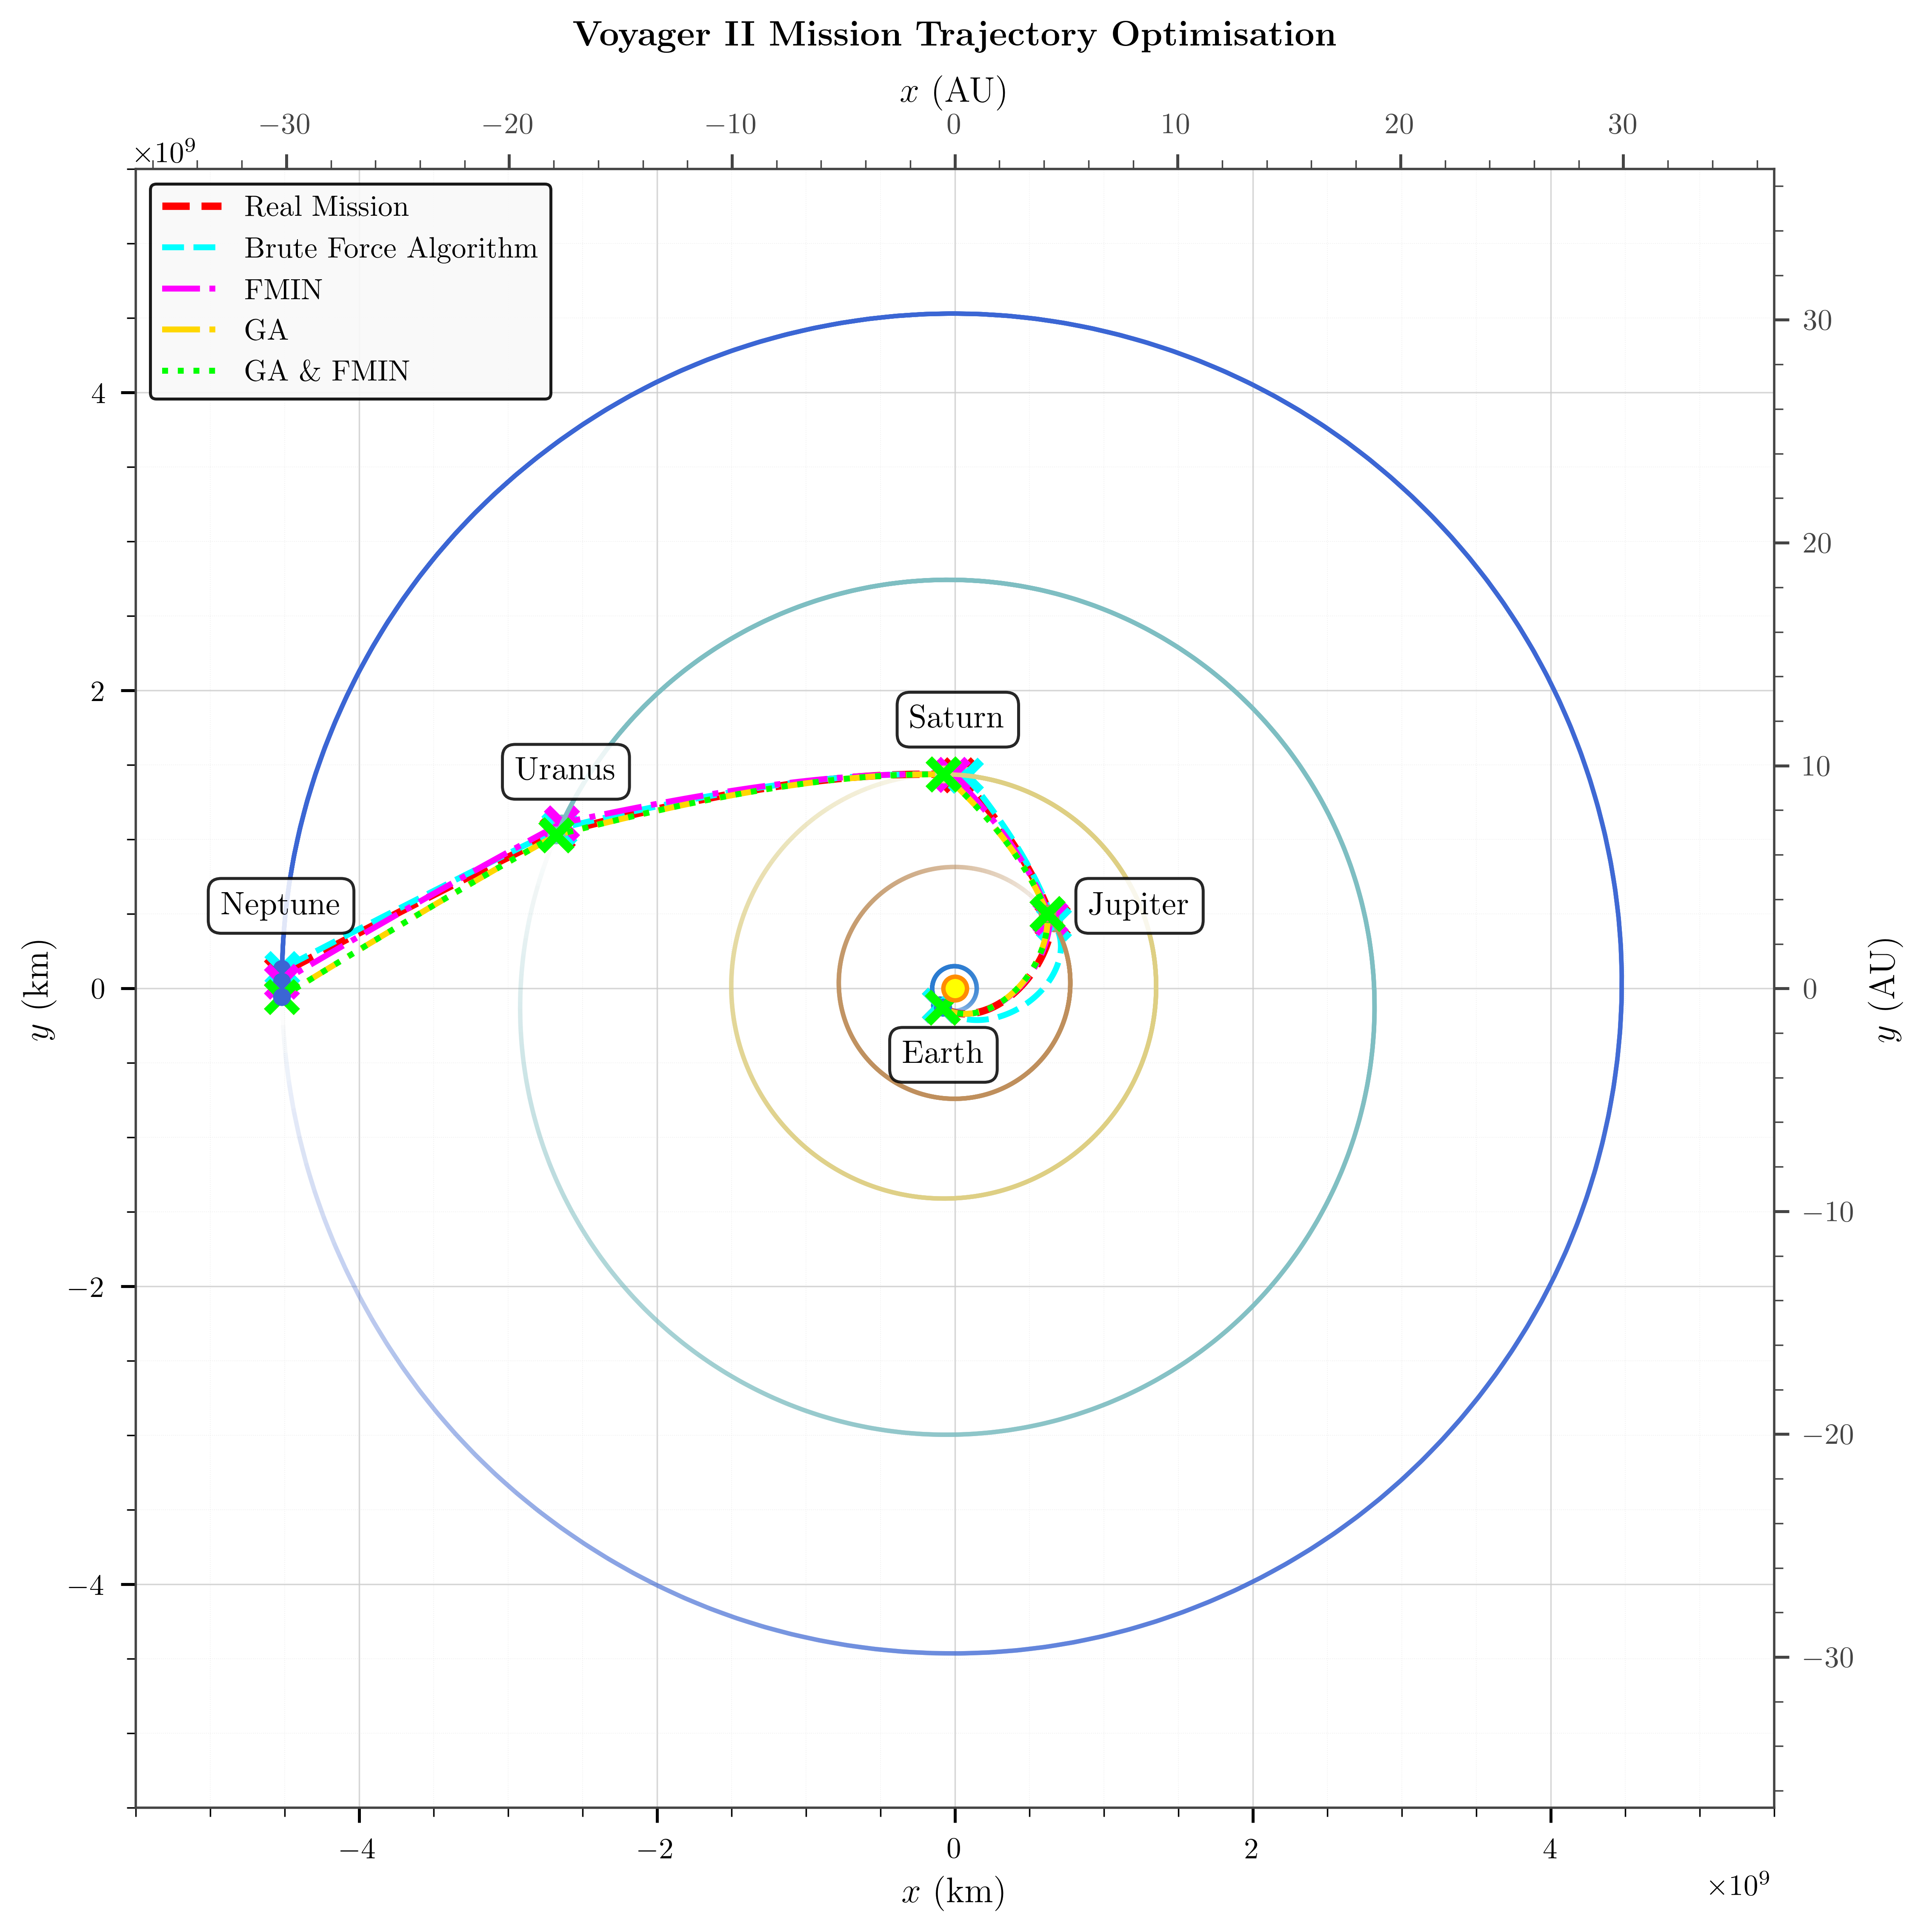 Voyager II Mission Trajectory Optimisation
x (AU)
−30 −20 −10 0 10 20 30
×10⁹
Real Mission
Brute Force Algorithm
FMIN
GA
GA & FMIN
30
4
20
2
Saturn
10
Uranus
Neptune
Jupiter
y (km)
0
0
y (AU)
Earth
−10
−2
−20
−4
−30
−4 −2 0 2 4
x (km)
×10⁹